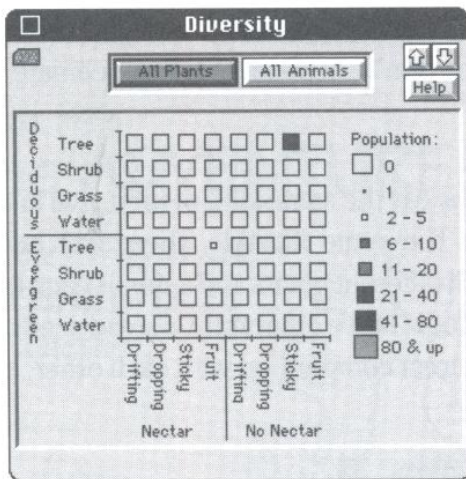 Diversity
All Plants All Animals
Help
Deciduous
Tree
Shrub
Grass
Water
Evergreen
Tree
Shrub
Grass
Water
Drifting
Dropping
Sticky
Fruit
Drifting
Dropping
Sticky
Fruit
Nectar No Nectar
Population:
0
1
2 - 5
6 - 10
11 - 20
21 - 40
41 - 80
80 & up